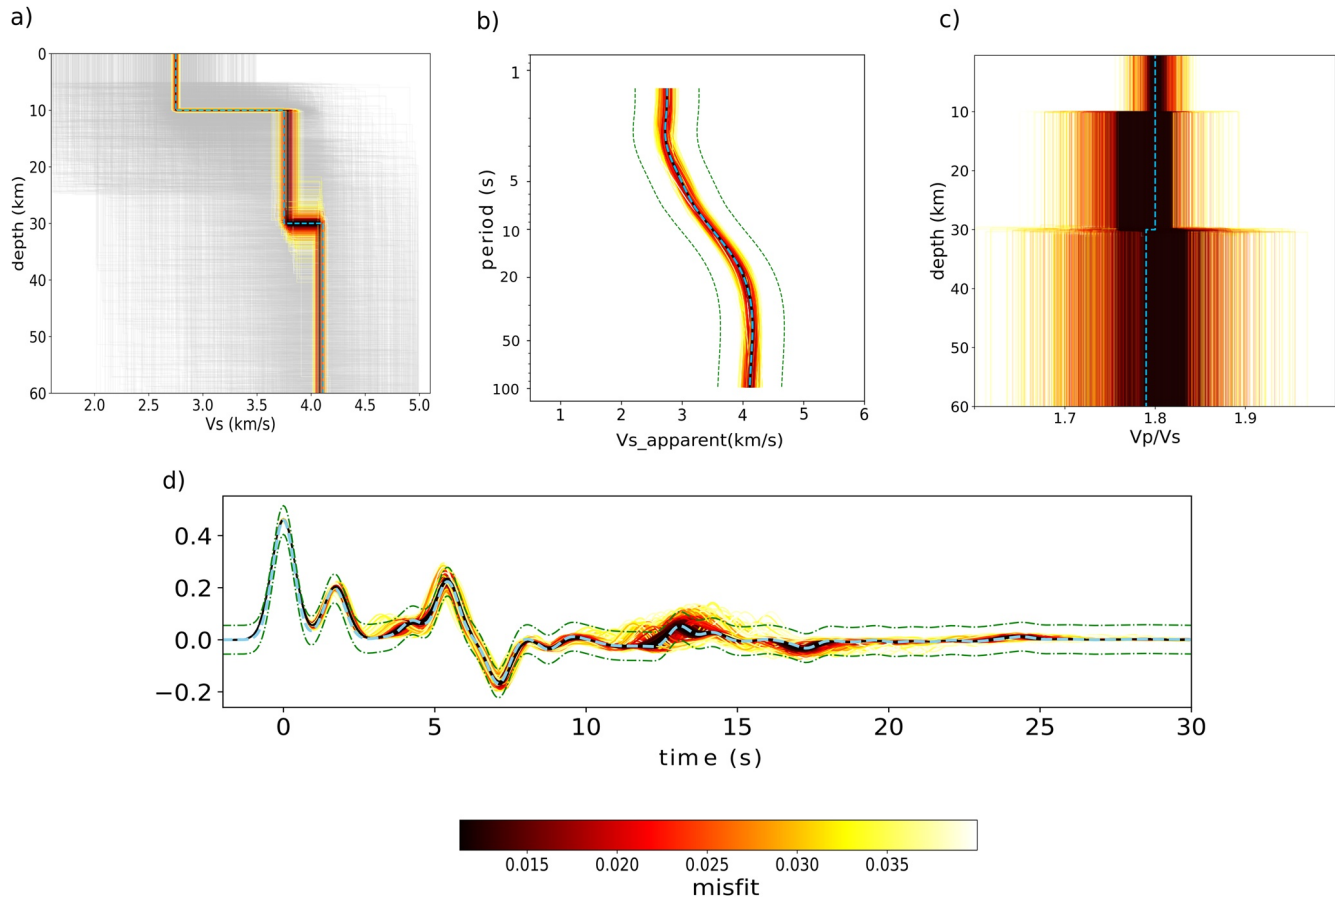 a)
b)
c)
0
10
20
30
40
50
60
depth (km)
2.0 2.5 3.0 3.5 4.0 4.5 5.0
Vs (km/s)
1
5
10
20
50
100
period (s)
1 2 3 4 5 6
Vs_apparent(km/s)
10
20
30
40
50
60
depth (km)
1.7 1.8 1.9
Vp/Vs
d)
0.4
0.2
0.0
−0.2
0 5 10 15 20 25 30
time (s)
0.015 0.020 0.025 0.030 0.035
misfit